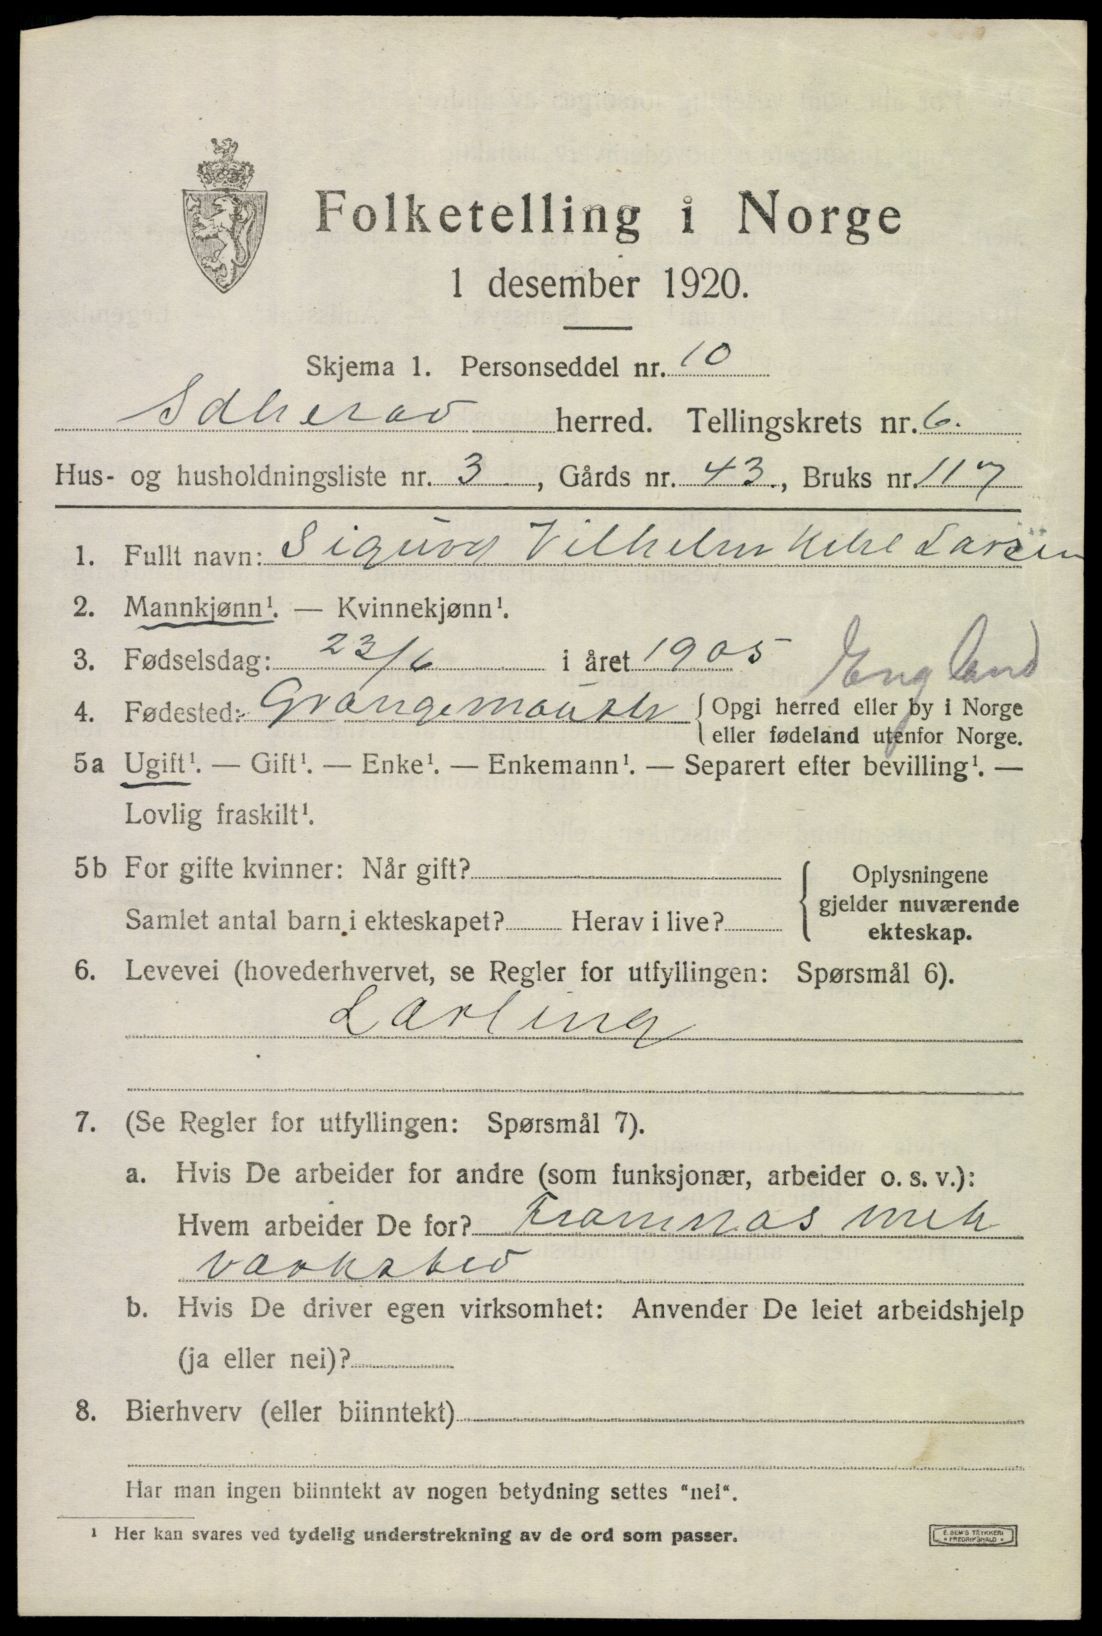 Folketelling i Norge
1 desember 1920.
Skjema 1. Personseddel nr. 10
Sdherad herred. Tellingskrets nr. 6.
Hus- og husholdningsliste nr. 3, Gårds nr. 43., Bruks nr. 117
1. Fullt navn: Sigurd Vilhelm Larsen
2. Mannkjønn¹. — Kvinnekjønn¹.
3. Fødselsdag: 23/6 i året 1905
England
4. Fødested: Grangemouth { Opgi herred eller by i Norge
eller fødeland utenfor Norge.
5a Ugift¹. — Gift¹. — Enke¹. — Enkemann¹. — Separert efter bevilling¹. —
Lovlig fraskilt¹.
5b For gifte kvinner: Når gift?
Samlet antal barn i ekteskapet? Herav i live?
Oplysningene
gjelder nuværende
ekteskap.
6. Levevei (hovederhvervet, se Regler for utfyllingen: Spørsmål 6).
Lærling
7. (Se Regler for utfyllingen: Spørsmål 7).
a. Hvis De arbeider for andre (som funksjonær, arbeider o. s. v.):
Hvem arbeider De for? Framnæs mek
værksted
b. Hvis De driver egen virksomhet: Anvender De leiet arbeidshjelp
(ja eller nei)?
8. Bierhverv (eller biinntekt)
Har man ingen biinntekt av nogen betydning settes "nei".
¹ Her kan svares ved tydelig understrekning av de ord som passer.
E. SEM'S TRYKKERI
FREDRIKSHALD